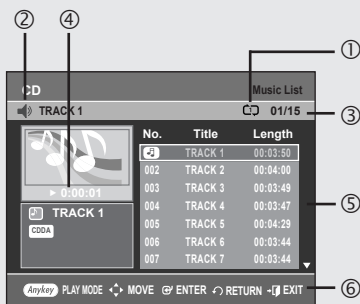 ② ④ ①
CD Music List
TRACK 1 1 01/15 ③
No. Title Length
TRACK 1 00:03:50
002 TRACK 2 00:04:00
003 TRACK 3 00:03:49
004 TRACK 4 00:03:47
005 TRACK 5 00:04:29
006 TRACK 6 00:03:44
007 TRACK 7 00:03:44
0:00:01
TRACK 1
CDDA
⑤
Anykey PLAY MODE MOVE ENTER RETURN EXIT ⑥